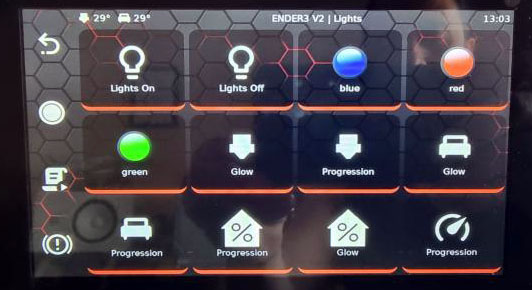 29° 29° ENDER3 V2 | Lights 13:03
Lights On Lights Off blue red
green Glow Progression Glow
Progression Progression Glow Progression